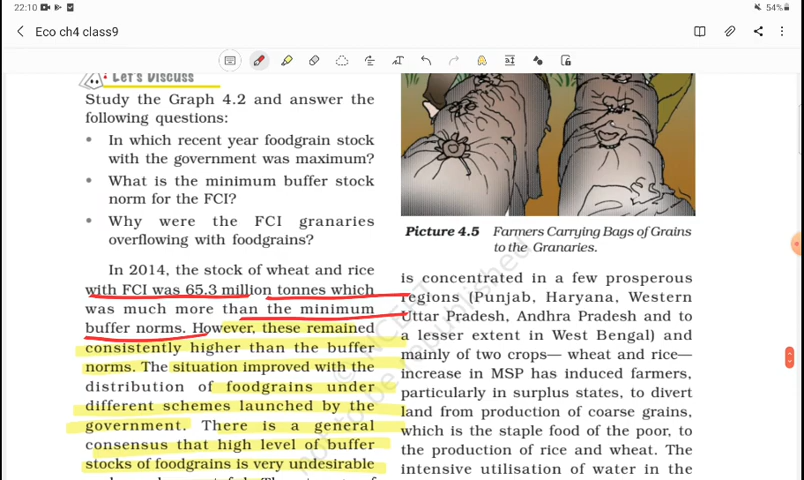 22:10
54%
Eco ch4 class9
LET'S DISCUSS
Study the Graph 4.2 and answer the
following questions:
• In which recent year foodgrain stock
with the government was maximum?
• What is the minimum buffer stock
norm for the FCI?
• Why were the FCI granaries
overflowing with foodgrains?
In 2014, the stock of wheat and rice
with FCI was 65.3 million tonnes which
was much more than the minimum
buffer norms. However, these remained
consistently higher than the buffer
norms. The situation improved with the
distribution of foodgrains under
different schemes launched by the
government. There is a general
consensus that high level of buffer
stocks of foodgrains is very undesirable
Picture 4.5 Farmers Carrying Bags of Grains
to the Granaries.
is concentrated in a few prosperous
regions (Punjab, Haryana, Western
Uttar Pradesh, Andhra Pradesh and to
a lesser extent in West Bengal) and
mainly of two crops— wheat and rice—
increase in MSP has induced farmers,
particularly in surplus states, to divert
land from production of coarse grains,
which is the staple food of the poor, to
the production of rice and wheat. The
intensive utilisation of water in the
© NCERT
not to be republished